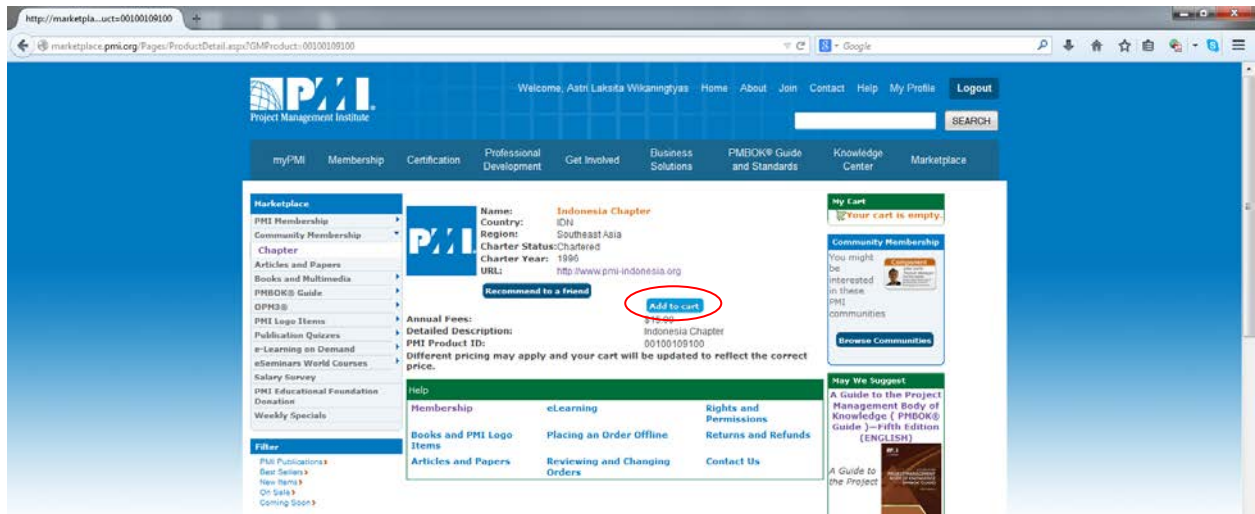 http://marketpla...uct=00100109100
marketplace.pmi.org/Pages/ProductDetail.aspx?GMProduct=00100109100
Google
PMI
Project Management Institute
Welcome, Astri Laksita Wikaningtyas Home About Join Contact Help My Profile Logout
SEARCH
myPMI Membership Certification Professional Development Get Involved Business Solutions PMBOK® Guide and Standards Knowledge Center Marketplace
Marketplace
PMI Membership
Community Membership
Chapter
Articles and Papers
Books and Multimedia
PMBOK® Guide
OPM3®
PMI Logo Items
Publication Quizzes
e-Learning on Demand
eSeminars World Courses
Salary Survey
PMI Educational Foundation
Donation
Weekly Specials
Filter
PMI Publications
Best Sellers
New Items
On Sale
Coming Soon
PMI
Name: Indonesia Chapter
Country: IDN
Region: Southeast Asia
Charter Status: Chartered
Charter Year: 1996
URL: http://www.pmi-indonesia.org
Recommend to a friend
Add to cart
Annual Fees: $15.00
Detailed Description: Indonesia Chapter
PMI Product ID: 00100109100
Different pricing may apply and your cart will be updated to reflect the correct
price.
Help
Membership eLearning Rights and Permissions
Books and PMI Logo Items Placing an Order Offline Returns and Refunds
Articles and Papers Reviewing and Changing Orders Contact Us
My Cart
Your cart is empty.
Community Membership
You might
be
interested
in these
PMI
communities
Component
Browse Communities
May We Suggest
A Guide to the Project
Management Body of
Knowledge ( PMBOK®
Guide )—Fifth Edition
(ENGLISH)
A Guide to
the Project